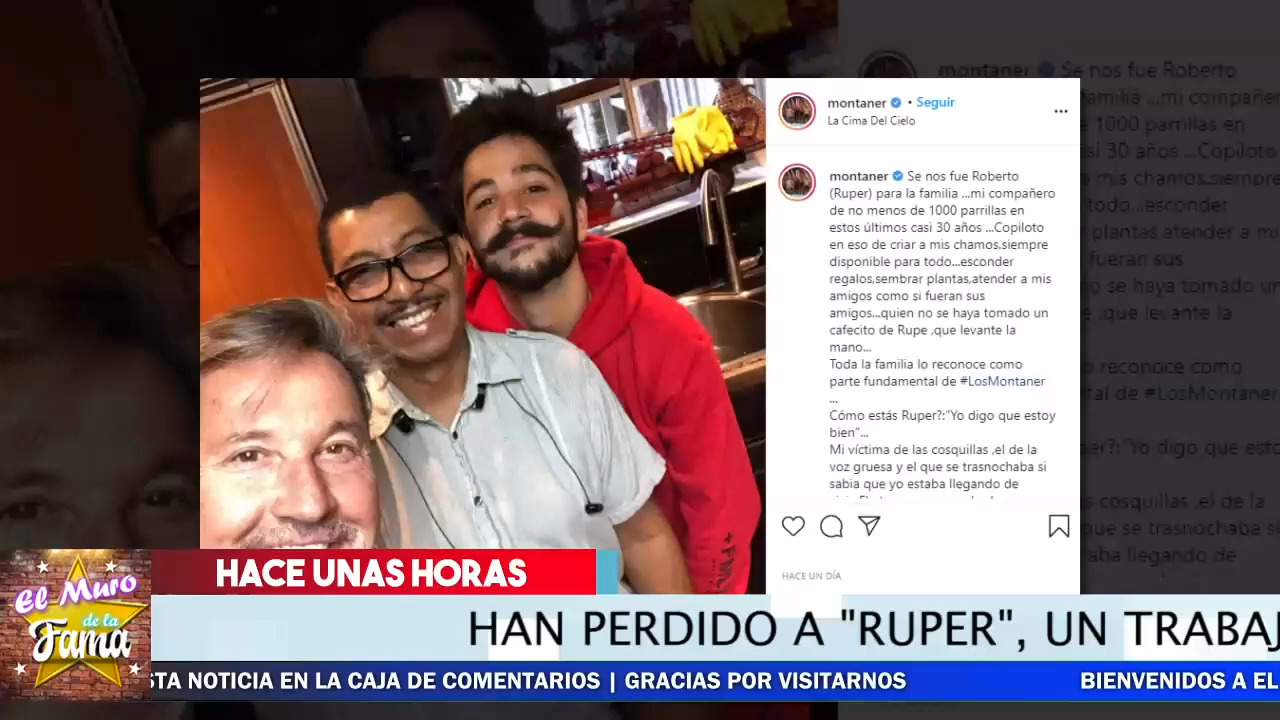 montaner • Seguir
La Cima Del Cielo
montaner Se nos fue Roberto
(Ruper) para la familia ...mi compañero
de no menos de 1000 parrillas en
estos últimos casi 30 años ...Copiloto
en eso de criar a mis chamos,siempre
disponible para todo...esconder
regalos,sembrar plantas,atender a mis
amigos como si fueran sus
amigos...quien no se haya tomado un
cafecito de Rupe ,que levante la
mano...
Toda la familia lo reconoce como
parte fundamental de #LosMontaner
...
Cómo estás Ruper?:"Yo digo que estoy
bien"...
Mi víctima de las cosquillas ,el de la
voz gruesa y el que se trasnochaba si
sabia que yo estaba llegando de
HACE UN DÍA
HACE UNAS HORAS
El Muro
de la
Fama
HAN PERDIDO A "RUPER", UN TRABAJ
STA NOTICIA EN LA CAJA DE COMENTARIOS | GRACIAS POR VISITARNOS
BIENVENIDOS A EL